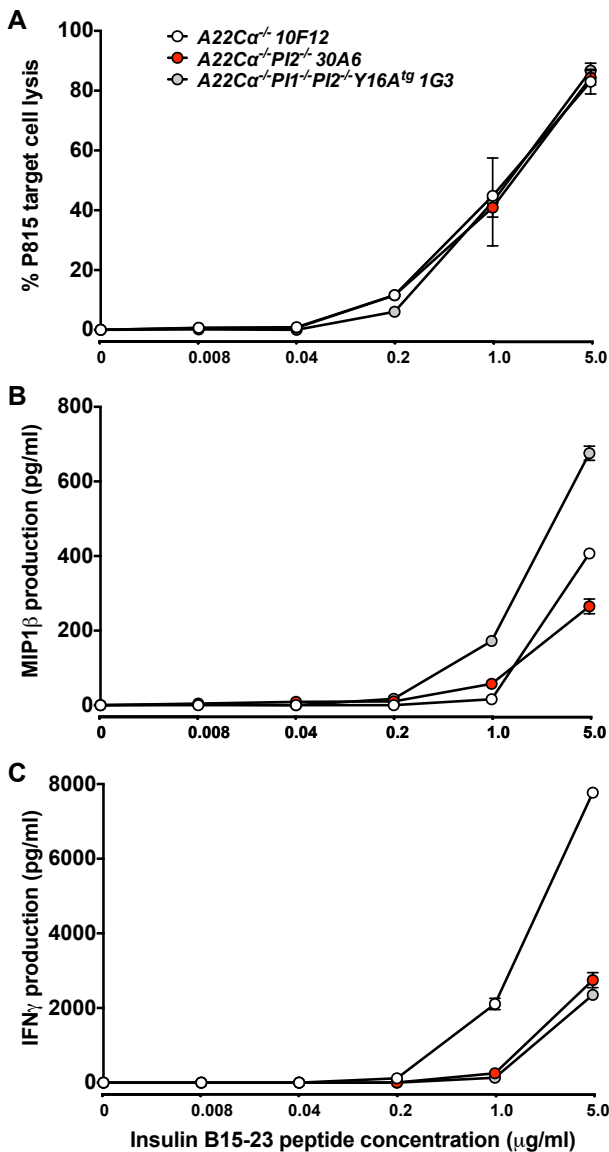 A
A22Cα⁻/⁻ 10F12
A22Cα⁻/⁻PI2⁻/⁻ 30A6
A22Cα⁻/⁻PI1⁻/⁻PI2⁻/⁻Y16Aᵗᵍ 1G3
% P815 target cell lysis
100
80
60
40
20
0
0 0.008 0.04 0.2 1.0 5.0
B
MIP1β production (pg/ml)
800
600
400
200
0
0 0.008 0.04 0.2 1.0 5.0
C
IFNγ production (pg/ml)
8000
6000
4000
2000
0
0 0.008 0.04 0.2 1.0 5.0
Insulin B15-23 peptide concentration (μg/ml)